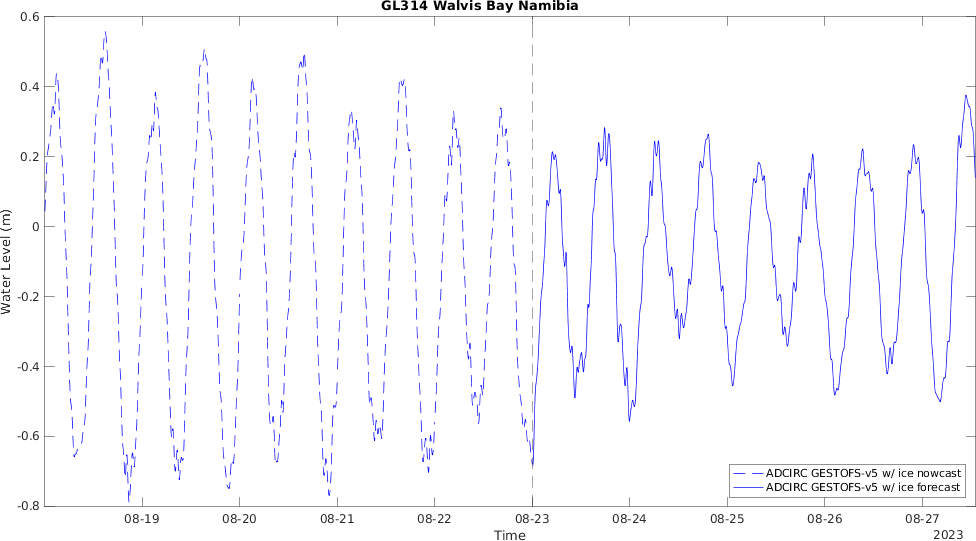 GL314 Walvis Bay Namibia
0.6
0.4
0.2
0
-0.2
-0.4
-0.6
-0.8
Water Level (m)
ADCIRC GESTOFS-v5 w/ ice nowcast
ADCIRC GESTOFS-v5 w/ ice forecast
08-19 08-20 08-21 08-22 08-23 08-24 08-25 08-26 08-27
Time
2023